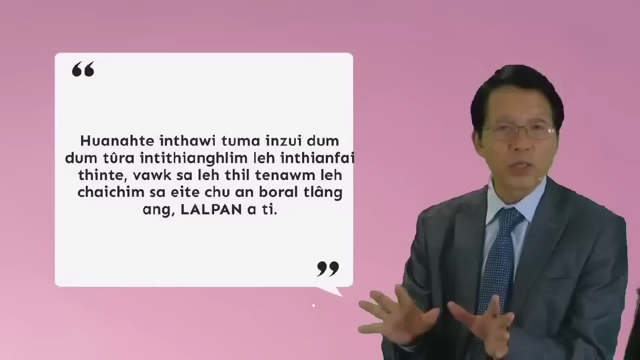 Huanahte inthawi tuma inzui dum
dum tûra intithianghlim leh inthianfai
thinte, vawk sa leh thil tenawm leh
chaichim sa eite chu an boral tlâng
ang, LALPAN a ti.